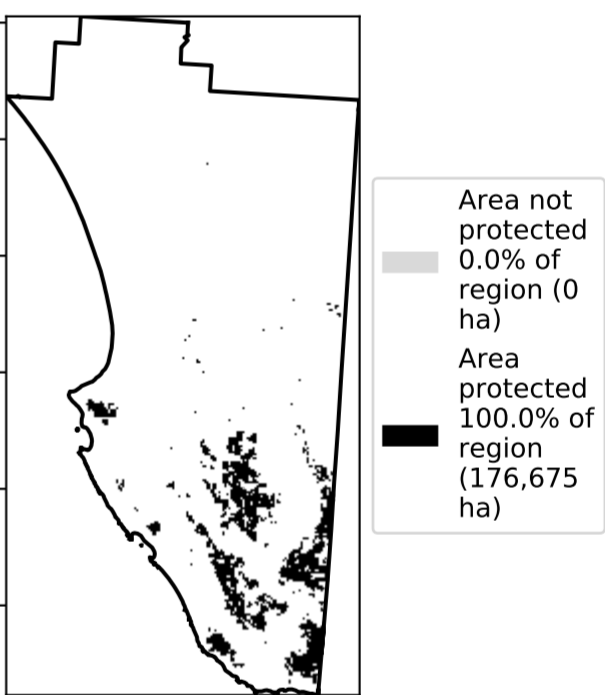 Area not
protected
0.0% of
region (0
ha)
Area
protected
100.0% of
region
(176,675
ha)